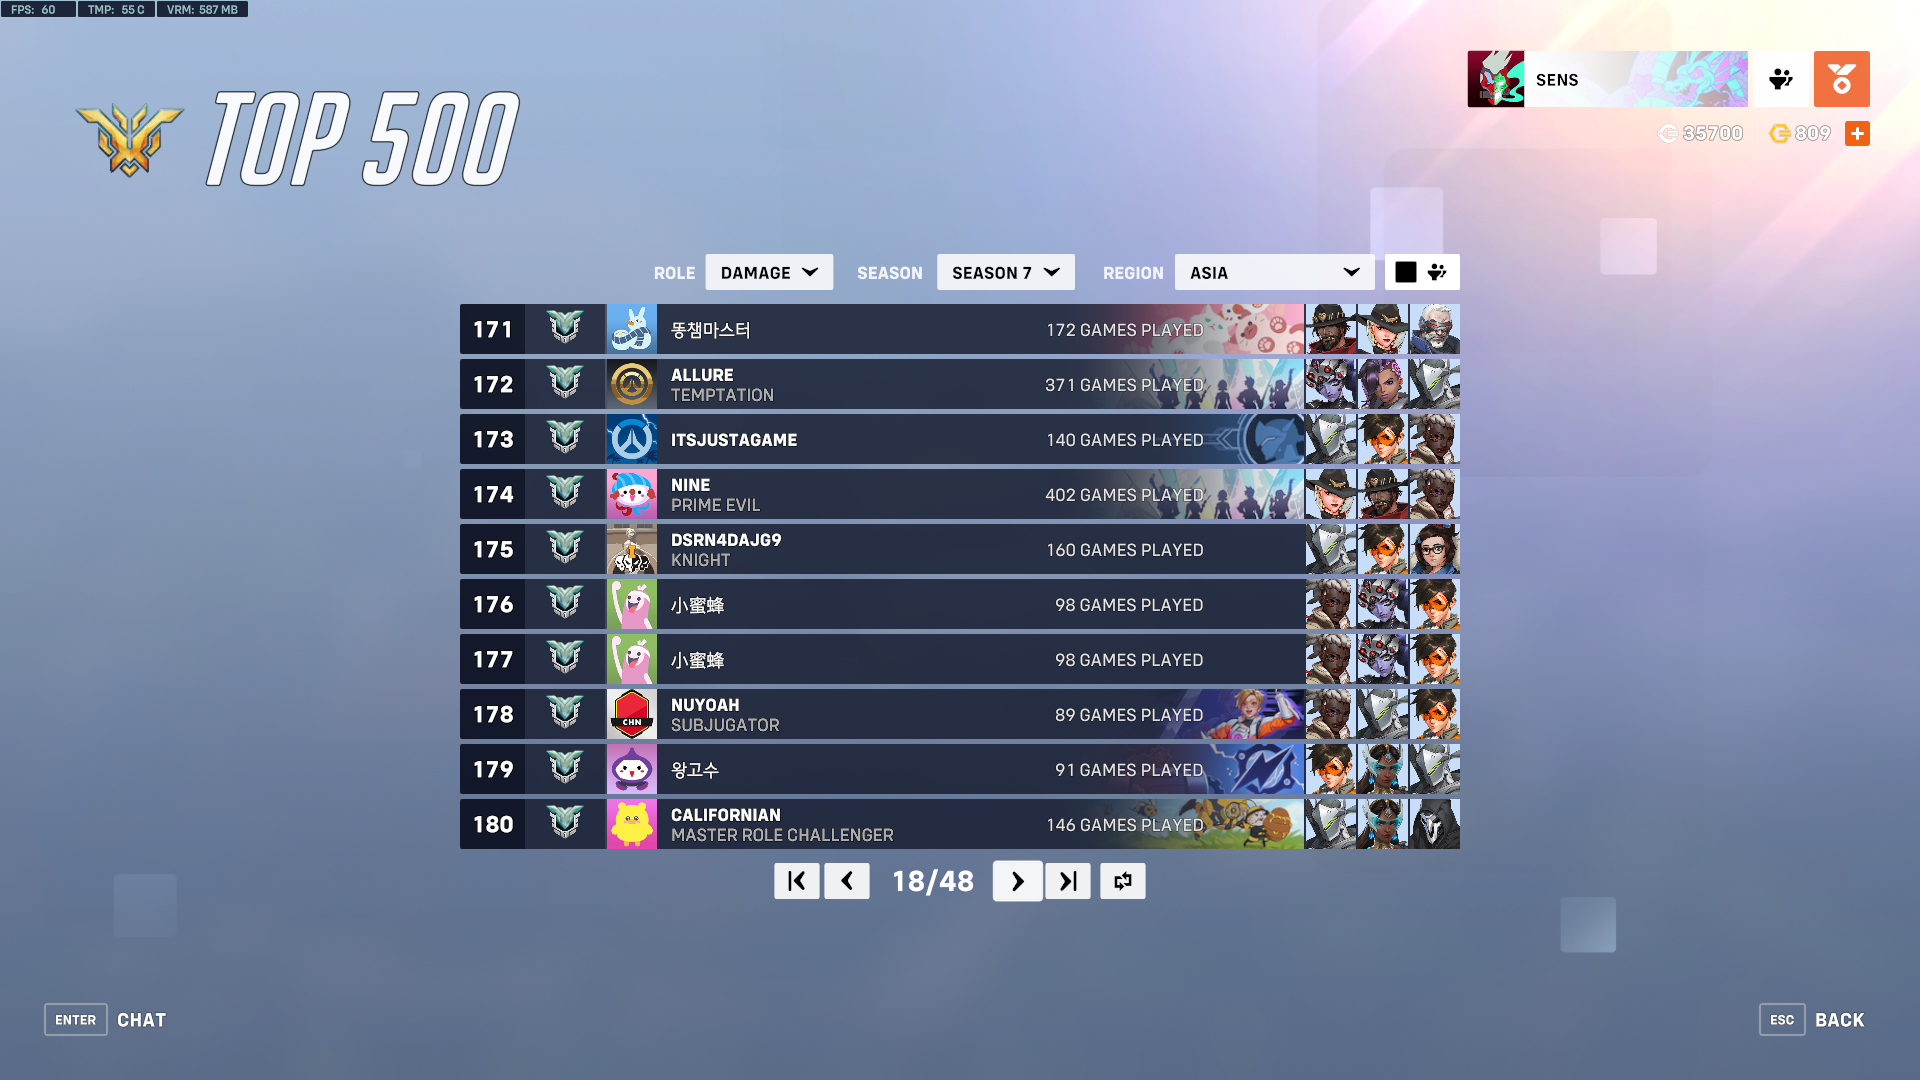 FPS: 60 TMP: 55 C VRM: 587 MB
TOP 500
SENS
35700 809
ROLE DAMAGE SEASON SEASON 7 REGION ASIA
171 똥챔마스터 172 GAMES PLAYED
172 ALLURE 371 GAMES PLAYED
TEMPTATION
173 ITSJUSTAGAME 140 GAMES PLAYED
174 NINE 402 GAMES PLAYED
PRIME EVIL
175 DSRN4DAJG9 160 GAMES PLAYED
KNIGHT
176 小蜜蜂 98 GAMES PLAYED
177 小蜜蜂 98 GAMES PLAYED
178 CHN NUYOAH 89 GAMES PLAYED
SUBJUGATOR
179 왕고수 91 GAMES PLAYED
180 CALIFORNIAN 146 GAMES PLAYED
MASTER ROLE CHALLENGER
18/48
ENTER CHAT
ESC BACK